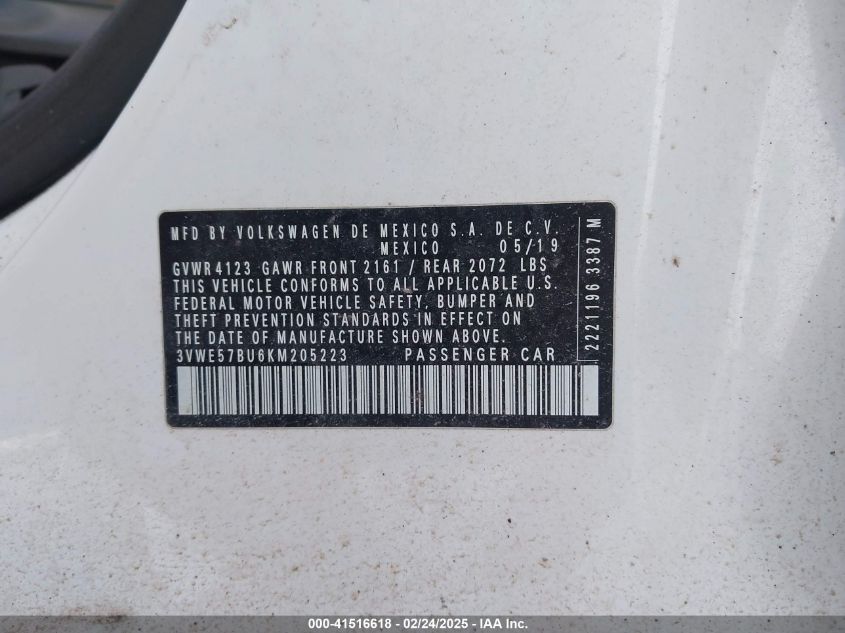 MFD BY VOLKSWAGEN DE MEXICO S.A. DE C.V.
MEXICO 05/19
GVWR 4123 GAWR FRONT 2161 / REAR 2072 LBS
THIS VEHICLE CONFORMS TO ALL APPLICABLE U.S.
FEDERAL MOTOR VEHICLE SAFETY, BUMPER AND
THEFT PREVENTION STANDARDS IN EFFECT ON
THE DATE OF MANUFACTURE SHOWN ABOVE.
3VWE57BU6KM205223 PASSENGER CAR
2221196 3387 M
000-41516618 - 02/24/2025 - IAA Inc.